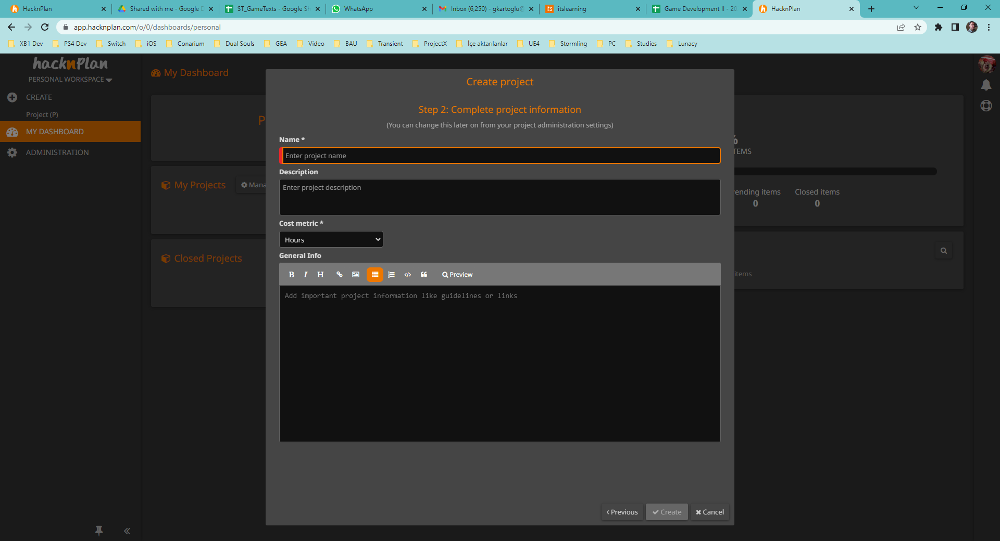 HacknPlan
Shared with me - Google D
ST_GameTexts - Google Sh
WhatsApp
Inbox (6,250) - gkartoglu@
itslearning
Game Development II - 20
HacknPlan
app.hacknplan.com/o/0/dashboards/personal
XB1 Dev
PS4 Dev
Switch
iOS
Conarium
Dual Souls
GEA
Video
BAU
Transient
ProjectX
İçe aktarılanlar
UE4
Stormling
PC
Studies
Lunacy
hacknPlan
PERSONAL WORKSPACE
CREATE
Project (P)
MY DASHBOARD
ADMINISTRATION
My Dashboard
P
My Projects
Mana
Closed Projects
Create project
Step 2: Complete project information
(You can change this later on from your project administration settings)
Name *
Enter project name
Description
Enter project description
Cost metric *
Hours
General Info
B I H
Preview
Add important project information like guidelines or links
Previous
Create
Cancel
%
TEMS
ending items
0
Closed items
0
items